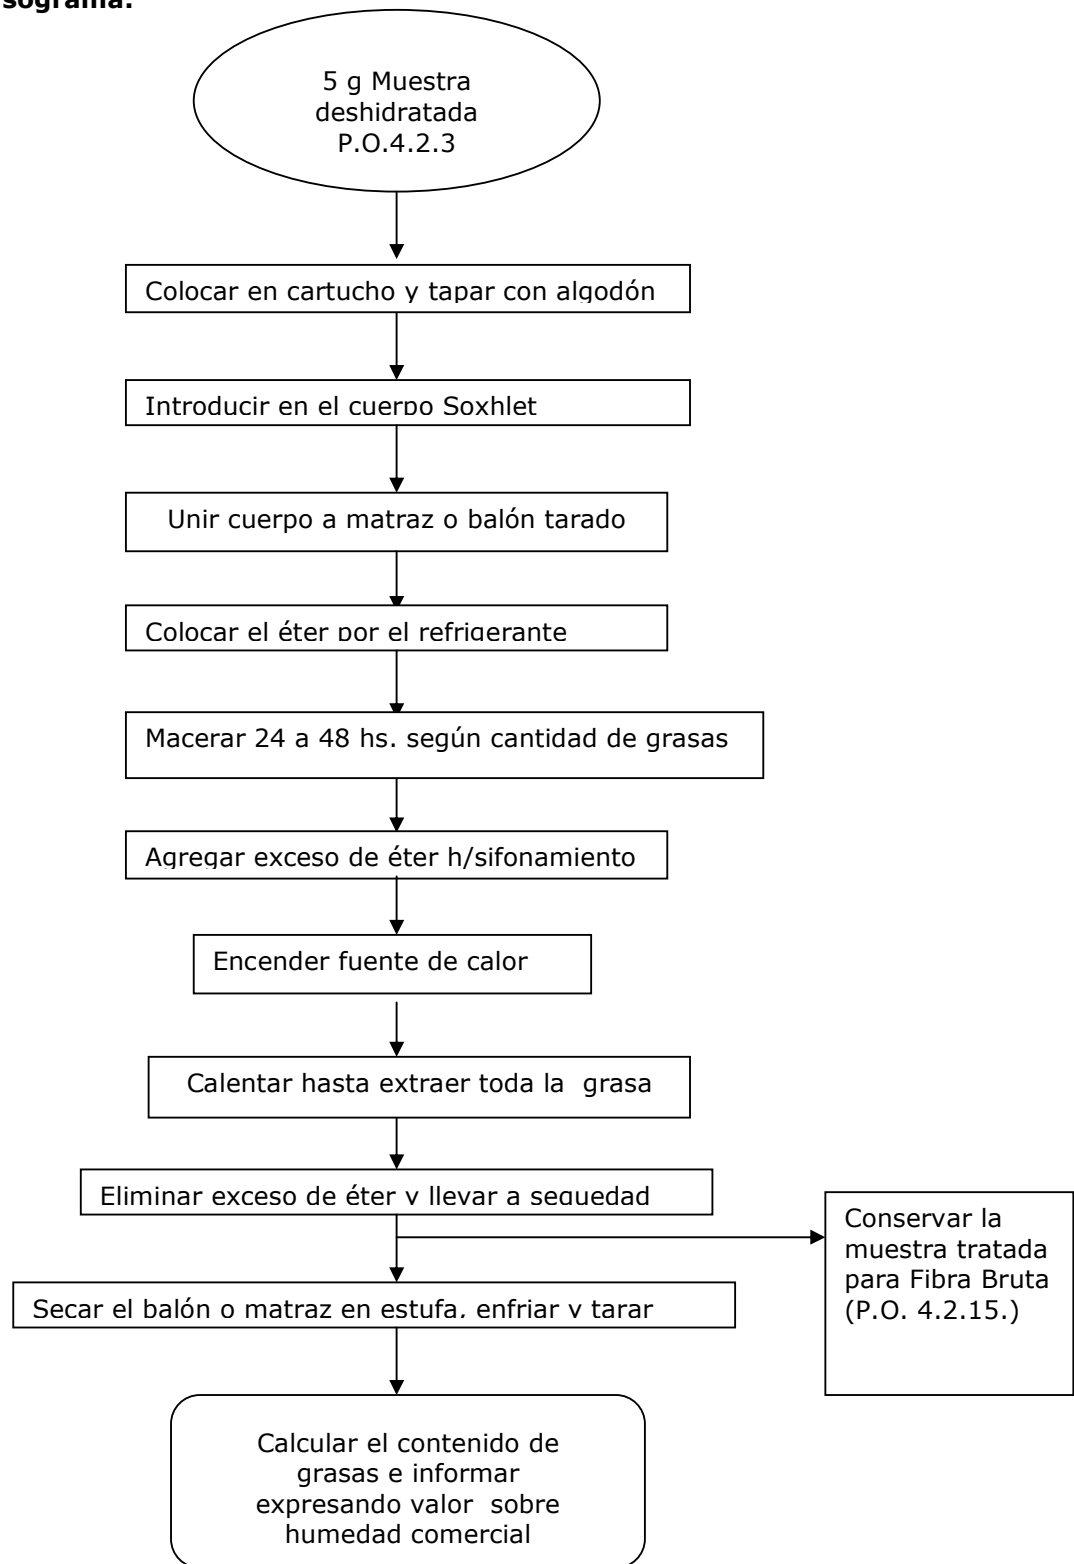 sograma.
5 g Muestra
deshidratada
P.O.4.2.3
Colocar en cartucho y tapar con algodón
Introducir en el cuerpo Soxhlet
Unir cuerpo a matraz o balón tarado
Colocar el éter por el refrigerante
Macerar 24 a 48 hs. según cantidad de grasas
Agregar exceso de éter h/sifonamiento
Encender fuente de calor
Calentar hasta extraer toda la  grasa
Eliminar exceso de éter y llevar a sequedad
Conservar la
muestra tratada
para Fibra Bruta
(P.O. 4.2.15.)
Secar el balón o matraz en estufa, enfriar y tarar
Calcular el contenido de
grasas e informar
expresando valor  sobre
humedad comercial